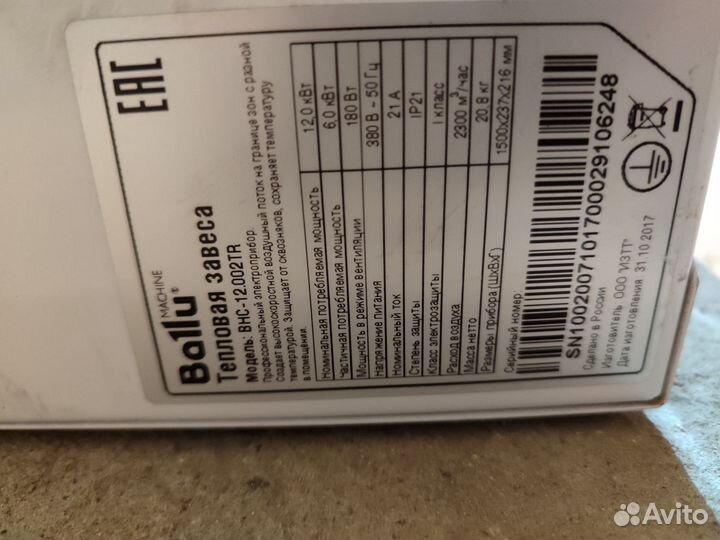 EAC
MACHINE
Ballu®
Тепловая завеса
Модель: BHC-12.002TR
Профессиональный электроприбор.
Создает высокоскоростной воздушный поток на границе зон с разной
температурой. Защищает от сквозняков, сохраняет температуру
в помещении.
Номинальная потребляемая мощность 12,0 кВт
Частичная потребляемая мощность 6,0 кВт
Мощность в режиме вентиляции 180 Вт
Напряжение питания 380 В ~ 50 Гц
Номинальный ток 21 А
Степень защиты IP21
Класс электрозащиты I класс
Расход воздуха 2300 м³/час
Масса нетто 20,8 кг
Размеры прибора (ШхВхГ) 1500x237x216 мм
Серийный номер:
SN1002007101700029106248
Сделано в России
Изготовитель ООО "ИЗТТ"
Дата изготовления 31.10.2017
Avito